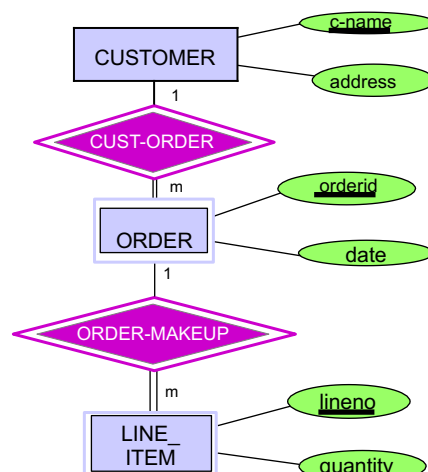 c-name
CUSTOMER
address
1
CUST-ORDER
m
orderid
ORDER
date
1
ORDER-MAKEUP
m
lineno
LINE_
ITEM
quantity